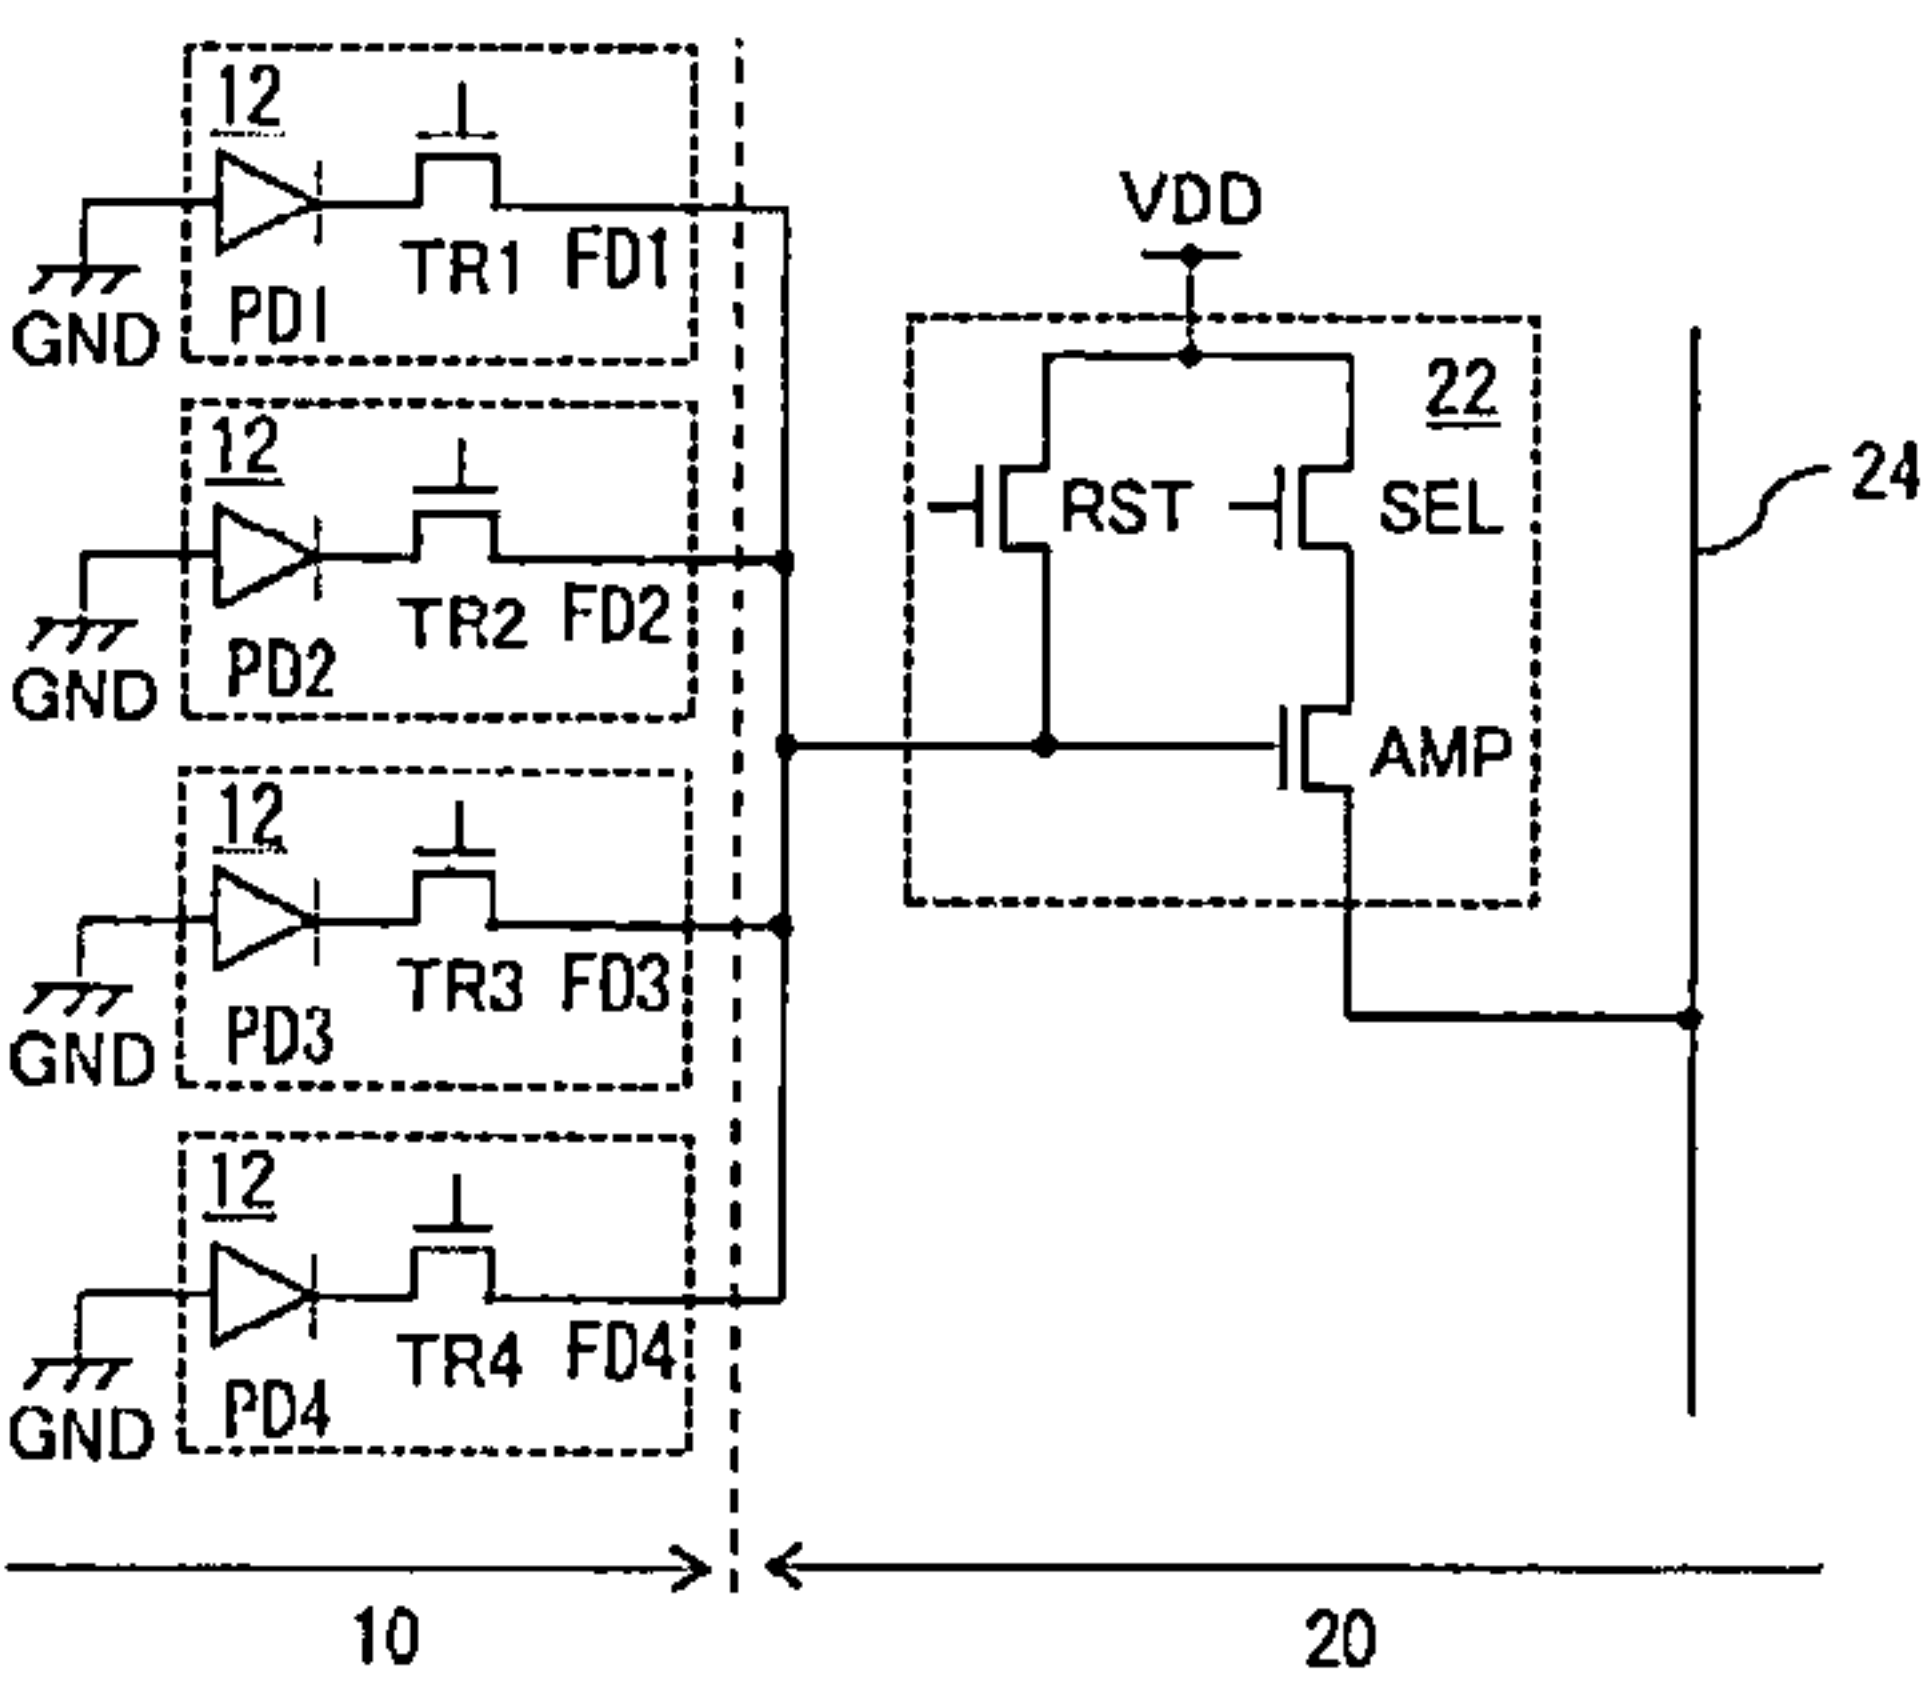 12
TR1
FD1
PD1
GND
12
TR2
FD2
PD2
GND
12
TR3
FD3
PD3
GND
12
TR4
FD4
PD4
GND
VDD
22
RST
SEL
AMP
24
10
20